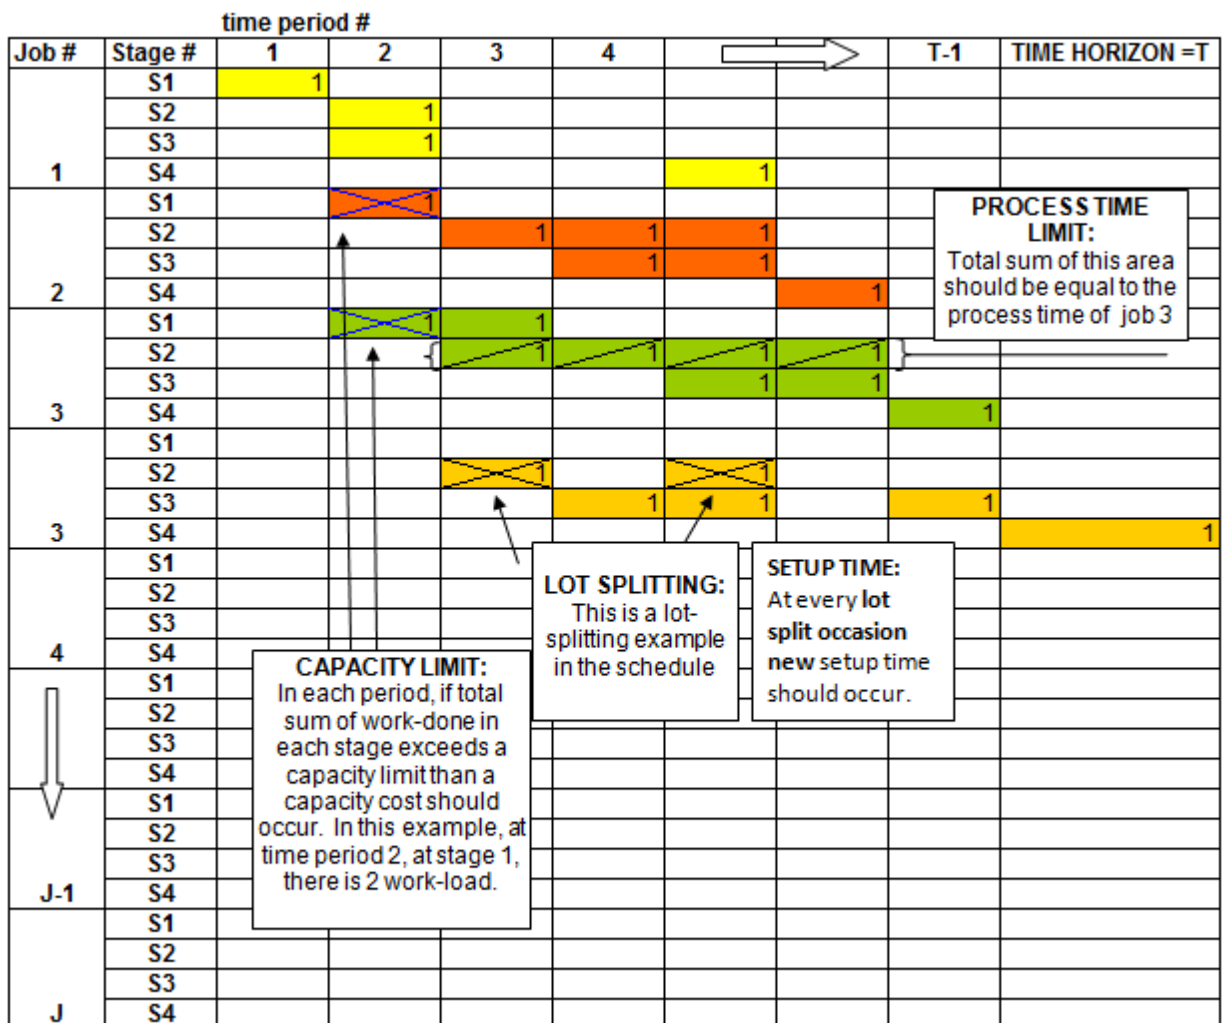 time period #
Job # Stage # 1 2 3 4 T-1 TIME HORIZON =T
S1 1
S2 1
S3 1
1 S4 1
S1 1
S2 1 1 1
S3 1 1
2 S4 1
S1 1 1
S2 1 1 1 1
S3 1 1
3 S4 1
S1
S2 1 1
S3 1 1 1
3 S4 1
S1
S2
S3
4 S4
S1
S2
S3
S4
S1
S2
S3
J-1 S4
S1
S2
S3
J S4
PROCESS TIME
LIMIT:
Total sum of this area
should be equal to the
process time of job 3
LOT SPLITTING:
This is a lot-
splitting example
in the schedule
SETUP TIME:
At every lot
split occasion
new setup time
should occur.
CAPACITY LIMIT:
In each period, if total
sum of work-done in
each stage exceeds a
capacity limit than a
capacity cost should
occur. In this example, at
time period 2, at stage 1,
there is 2 work-load.